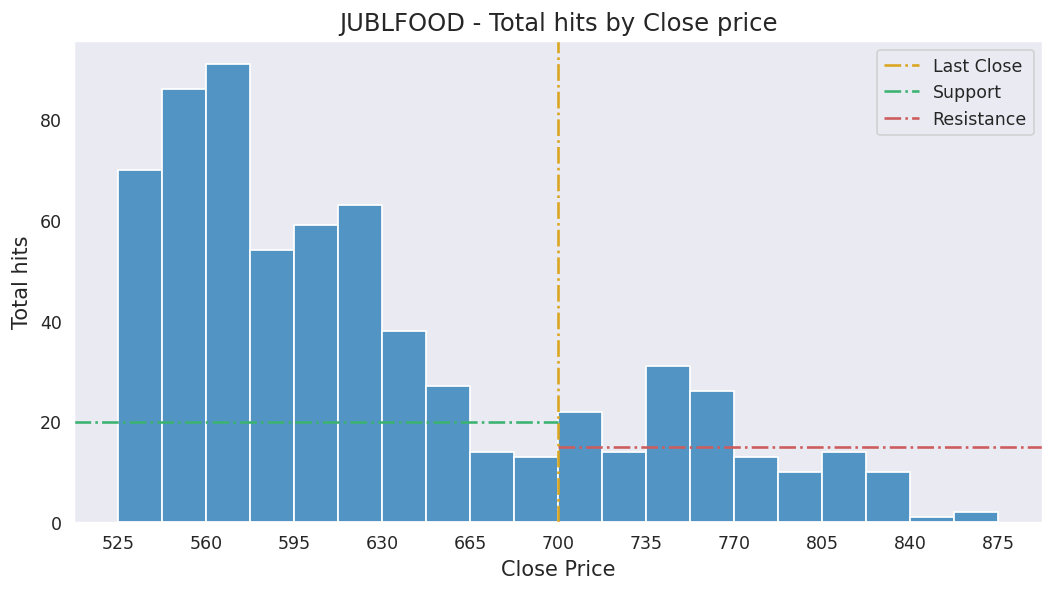 JUBLFOOD - Total hits by Close price
Last Close
Support
Resistance
Total hits
80
60
40
20
0
525 560 595 630 665 700 735 770 805 840 875
Close Price